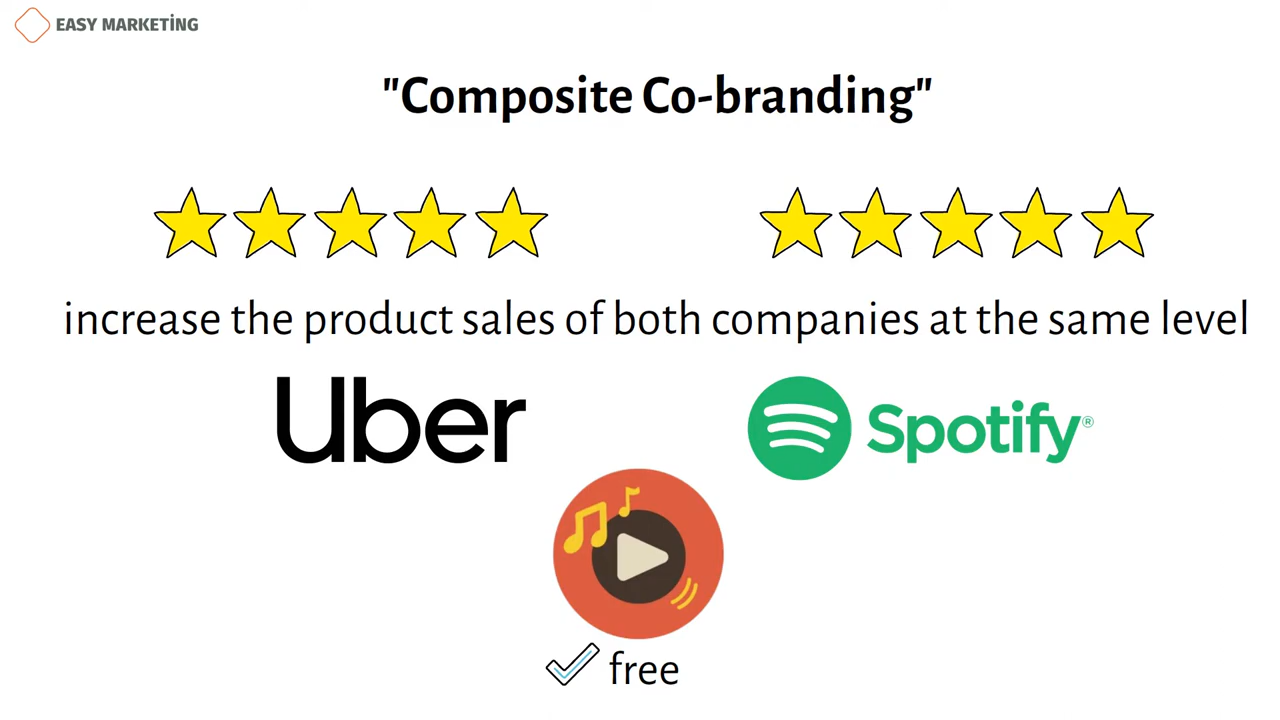 EASY MARKETİNG
"Composite Co-branding"
increase the product sales of both companies at the same level
Uber
Spotify®
free